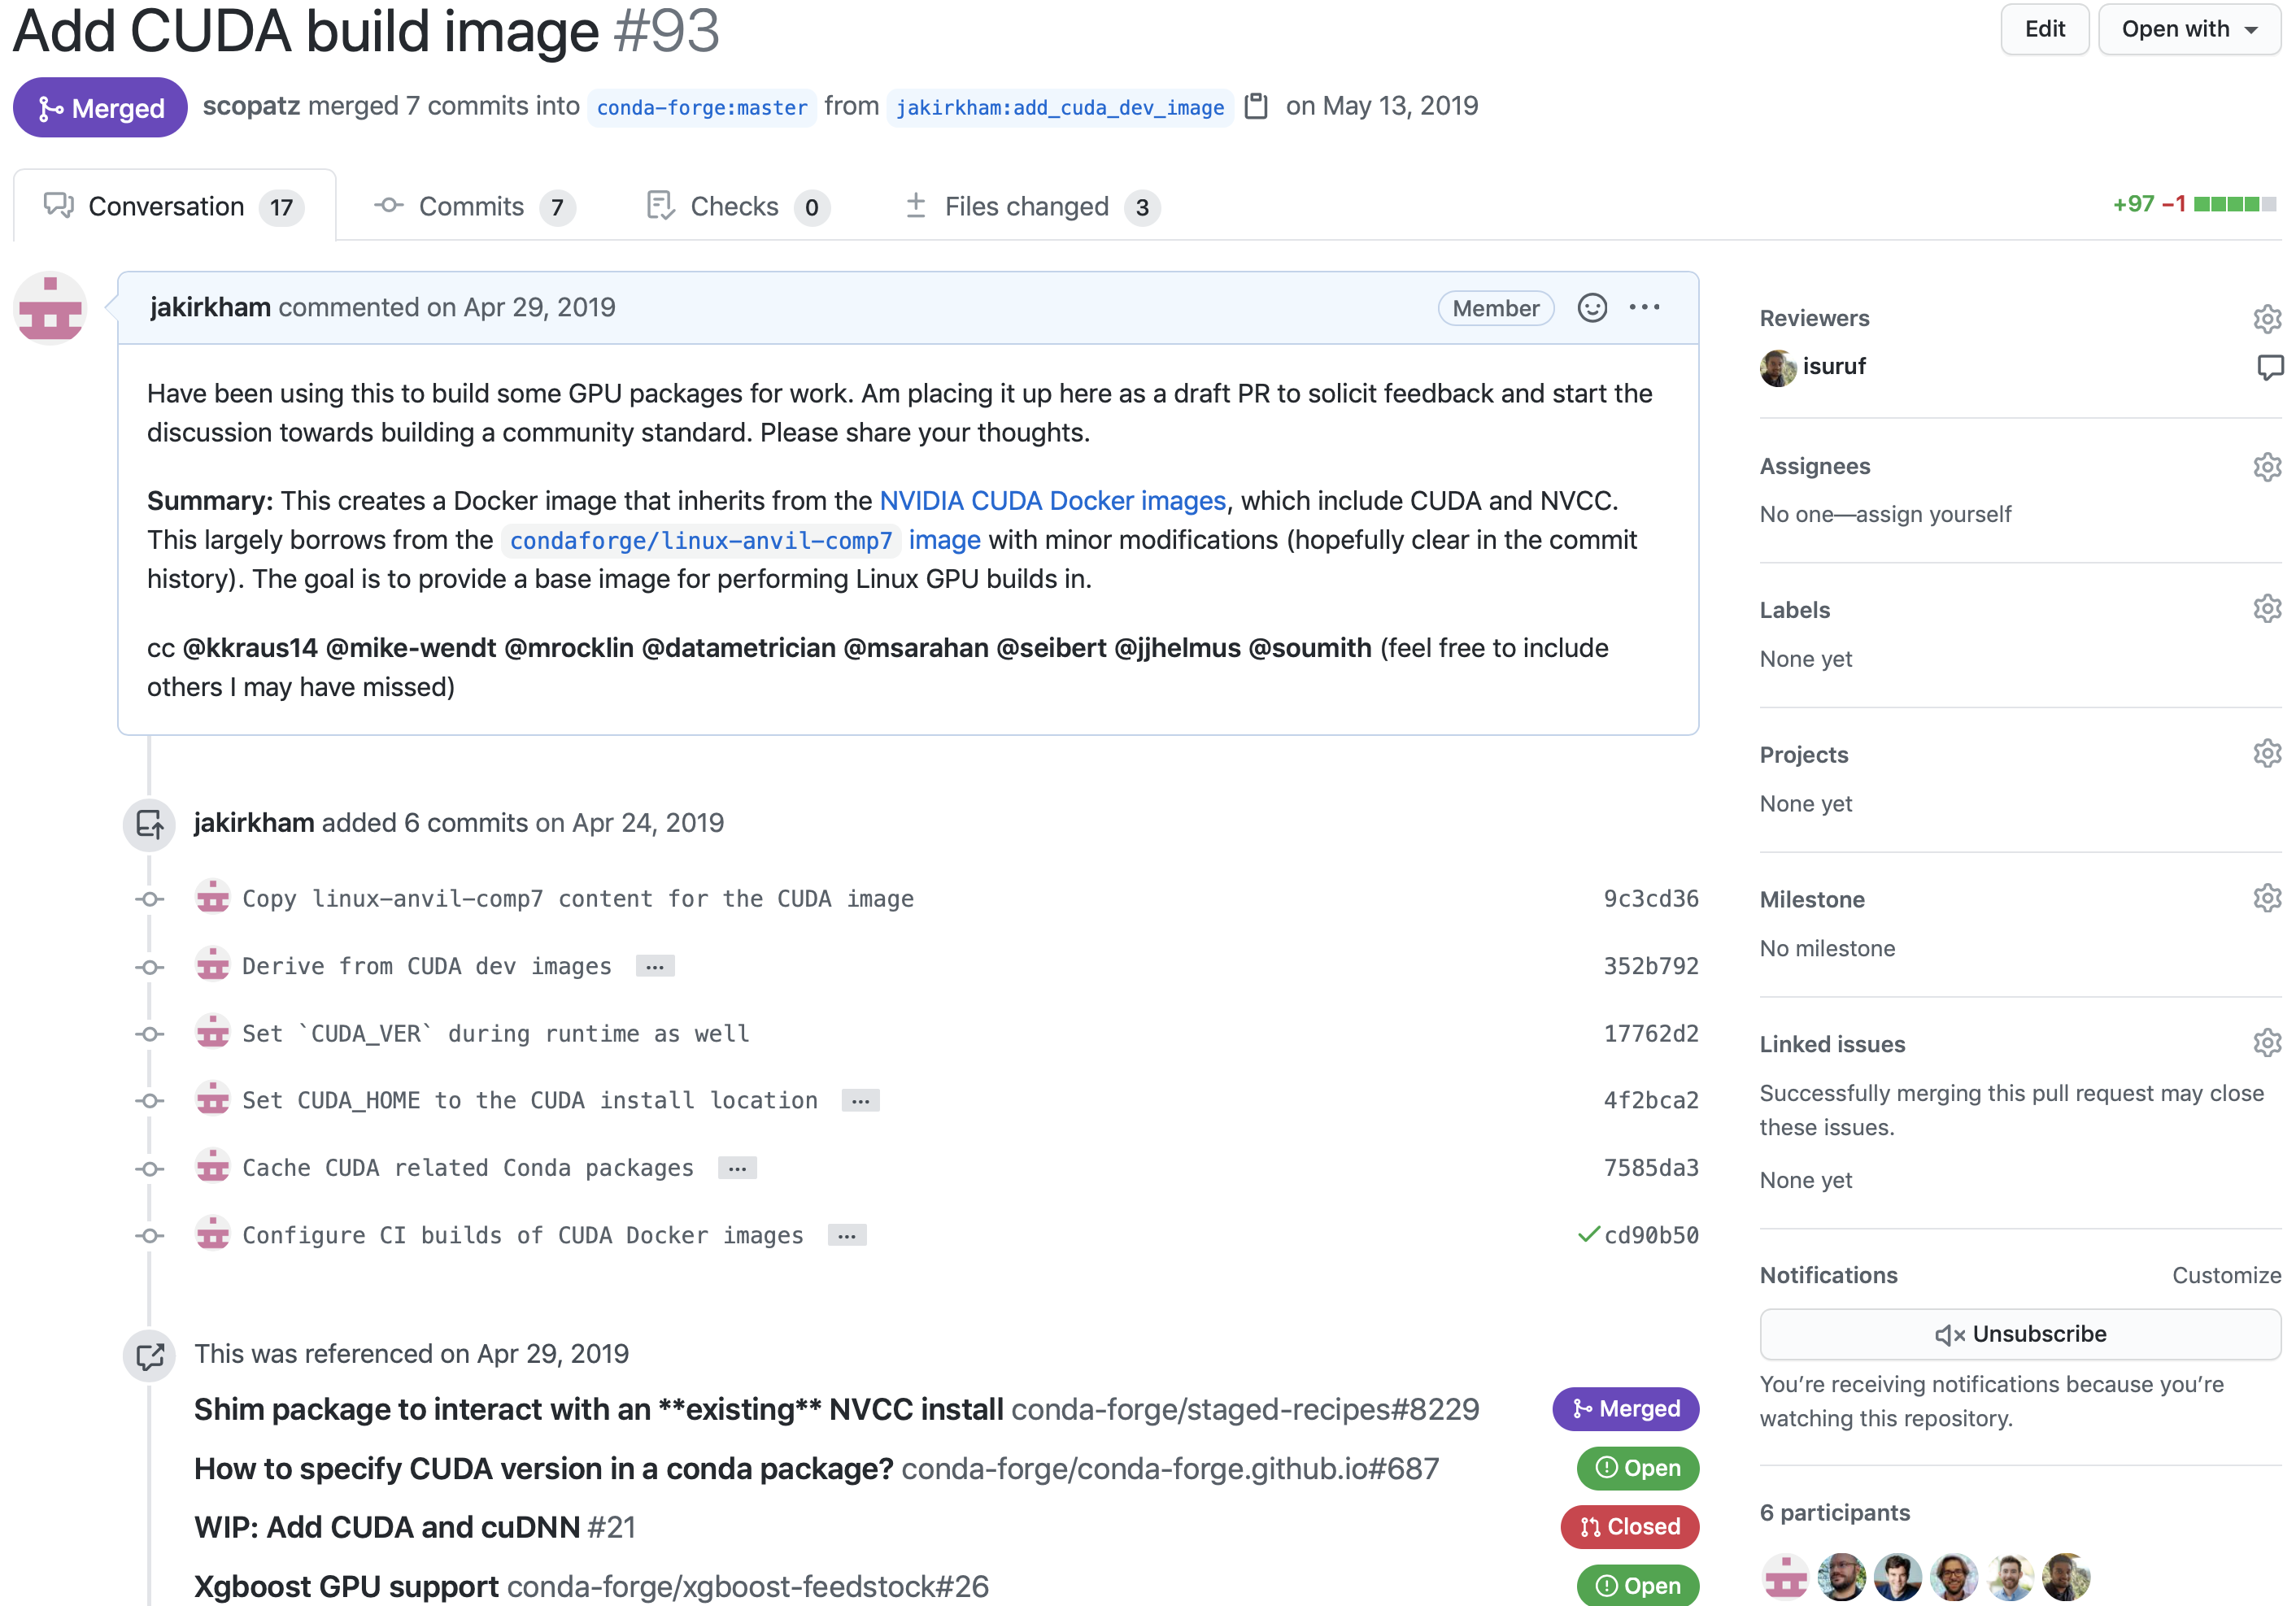 Add CUDA build image #93
Edit
Open with
Merged
scopatz merged 7 commits into conda-forge:master from jakirkham:add_cuda_dev_image on May 13, 2019
Conversation 17
Commits 7
Checks 0
Files changed 3
+97 −1
jakirkham commented on Apr 29, 2019
Member
Have been using this to build some GPU packages for work. Am placing it up here as a draft PR to solicit feedback and start the
discussion towards building a community standard. Please share your thoughts.
Summary: This creates a Docker image that inherits from the NVIDIA CUDA Docker images, which include CUDA and NVCC.
This largely borrows from the condaforge/linux-anvil-comp7 image with minor modifications (hopefully clear in the commit
history). The goal is to provide a base image for performing Linux GPU builds in.
cc @kkraus14 @mike-wendt @mrocklin @datametrician @msarahan @seibert @jjhelmus @soumith (feel free to include
others I may have missed)
jakirkham added 6 commits on Apr 24, 2019
Copy linux-anvil-comp7 content for the CUDA image 9c3cd36
Derive from CUDA dev images … 352b792
Set `CUDA_VER` during runtime as well 17762d2
Set CUDA_HOME to the CUDA install location … 4f2bca2
Cache CUDA related Conda packages … 7585da3
Configure CI builds of CUDA Docker images … cd90b50
This was referenced on Apr 29, 2019
Shim package to interact with an **existing** NVCC install conda-forge/staged-recipes#8229 Merged
How to specify CUDA version in a conda package? conda-forge/conda-forge.github.io#687 Open
WIP: Add CUDA and cuDNN #21 Closed
Xgboost GPU support conda-forge/xgboost-feedstock#26 Open
Reviewers
isuruf
Assignees
No one—assign yourself
Labels
None yet
Projects
None yet
Milestone
No milestone
Linked issues
Successfully merging this pull request may close
these issues.
None yet
Notifications
Customize
Unsubscribe
You’re receiving notifications because you’re
watching this repository.
6 participants